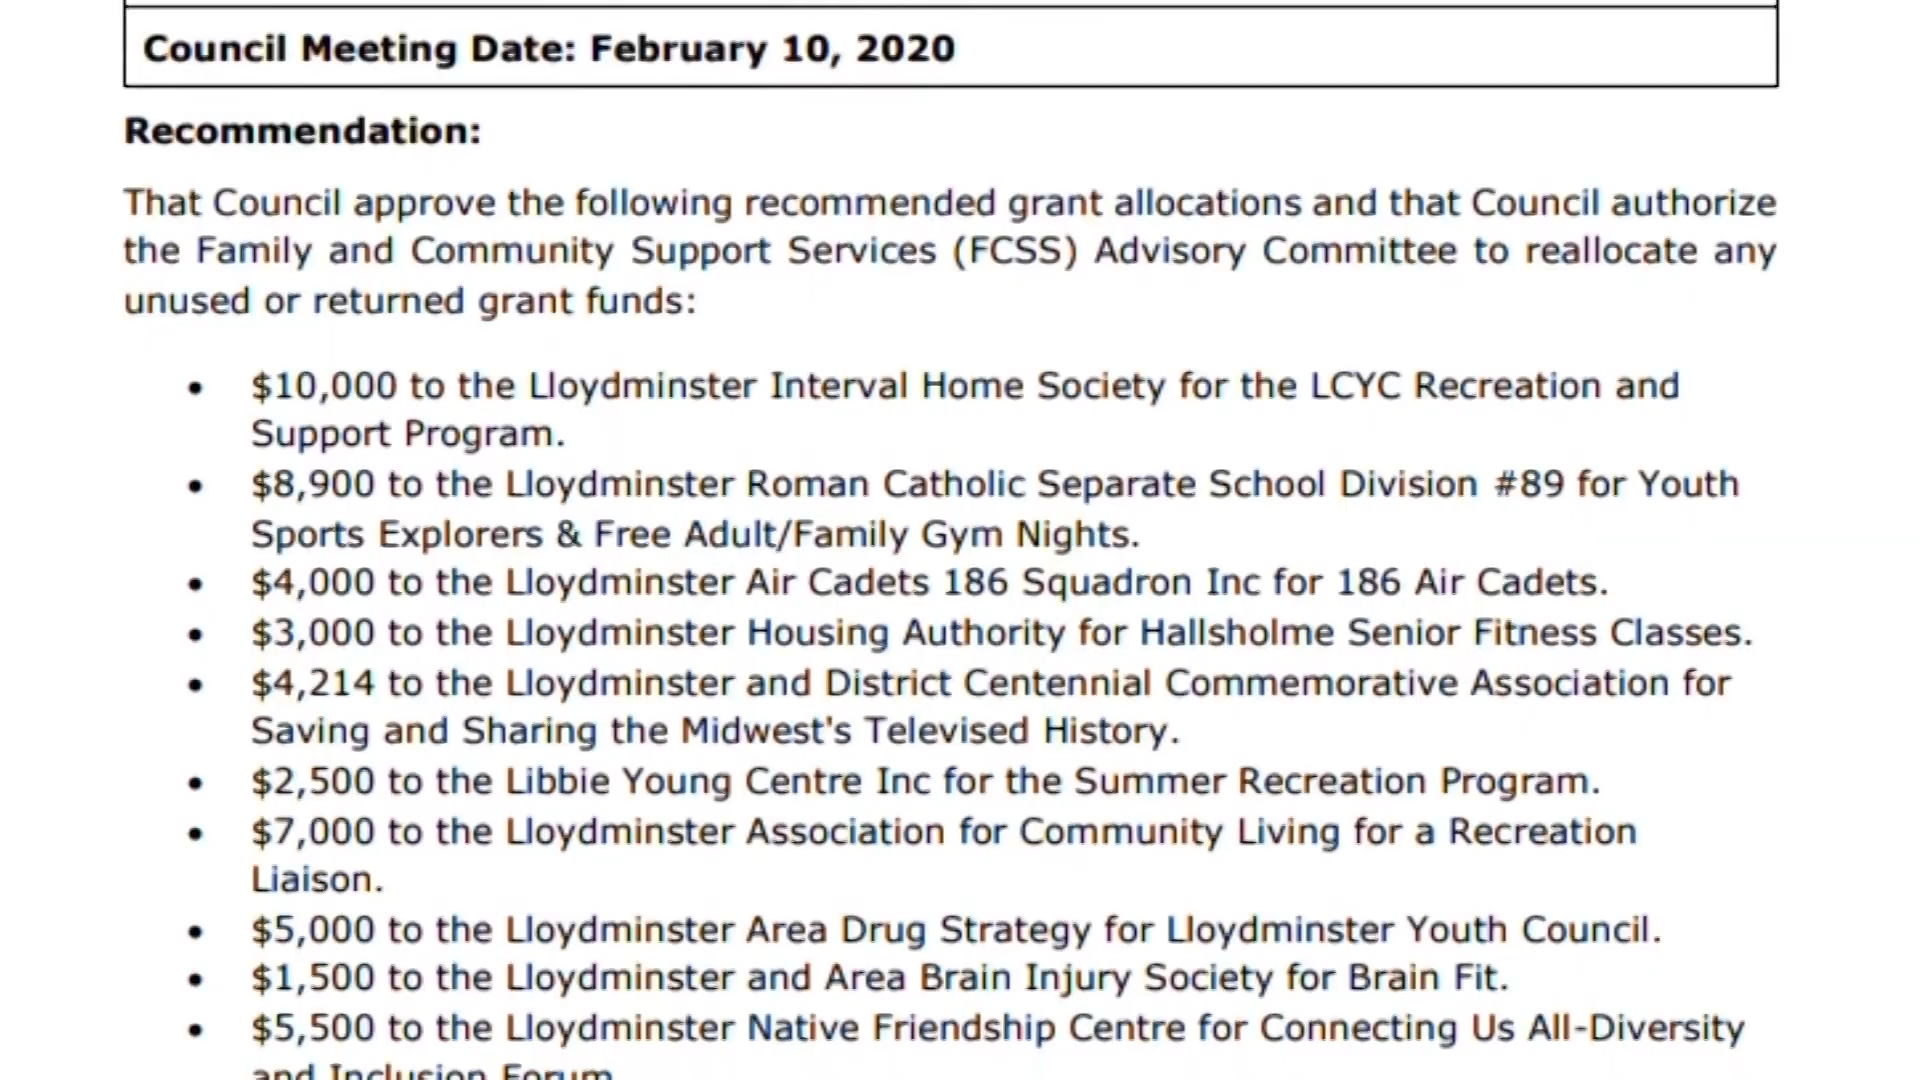 Council Meeting Date: February 10, 2020
Recommendation:
That Council approve the following recommended grant allocations and that Council authorize
the Family and Community Support Services (FCSS) Advisory Committee to reallocate any
unused or returned grant funds:
• $10,000 to the Lloydminster Interval Home Society for the LCYC Recreation and
Support Program.
• $8,900 to the Lloydminster Roman Catholic Separate School Division #89 for Youth
Sports Explorers & Free Adult/Family Gym Nights.
• $4,000 to the Lloydminster Air Cadets 186 Squadron Inc for 186 Air Cadets.
• $3,000 to the Lloydminster Housing Authority for Hallsholme Senior Fitness Classes.
• $4,214 to the Lloydminster and District Centennial Commemorative Association for
Saving and Sharing the Midwest's Televised History.
• $2,500 to the Libbie Young Centre Inc for the Summer Recreation Program.
• $7,000 to the Lloydminster Association for Community Living for a Recreation
Liaison.
• $5,000 to the Lloydminster Area Drug Strategy for Lloydminster Youth Council.
• $1,500 to the Lloydminster and Area Brain Injury Society for Brain Fit.
• $5,500 to the Lloydminster Native Friendship Centre for Connecting Us All-Diversity
and Inclusion Forum